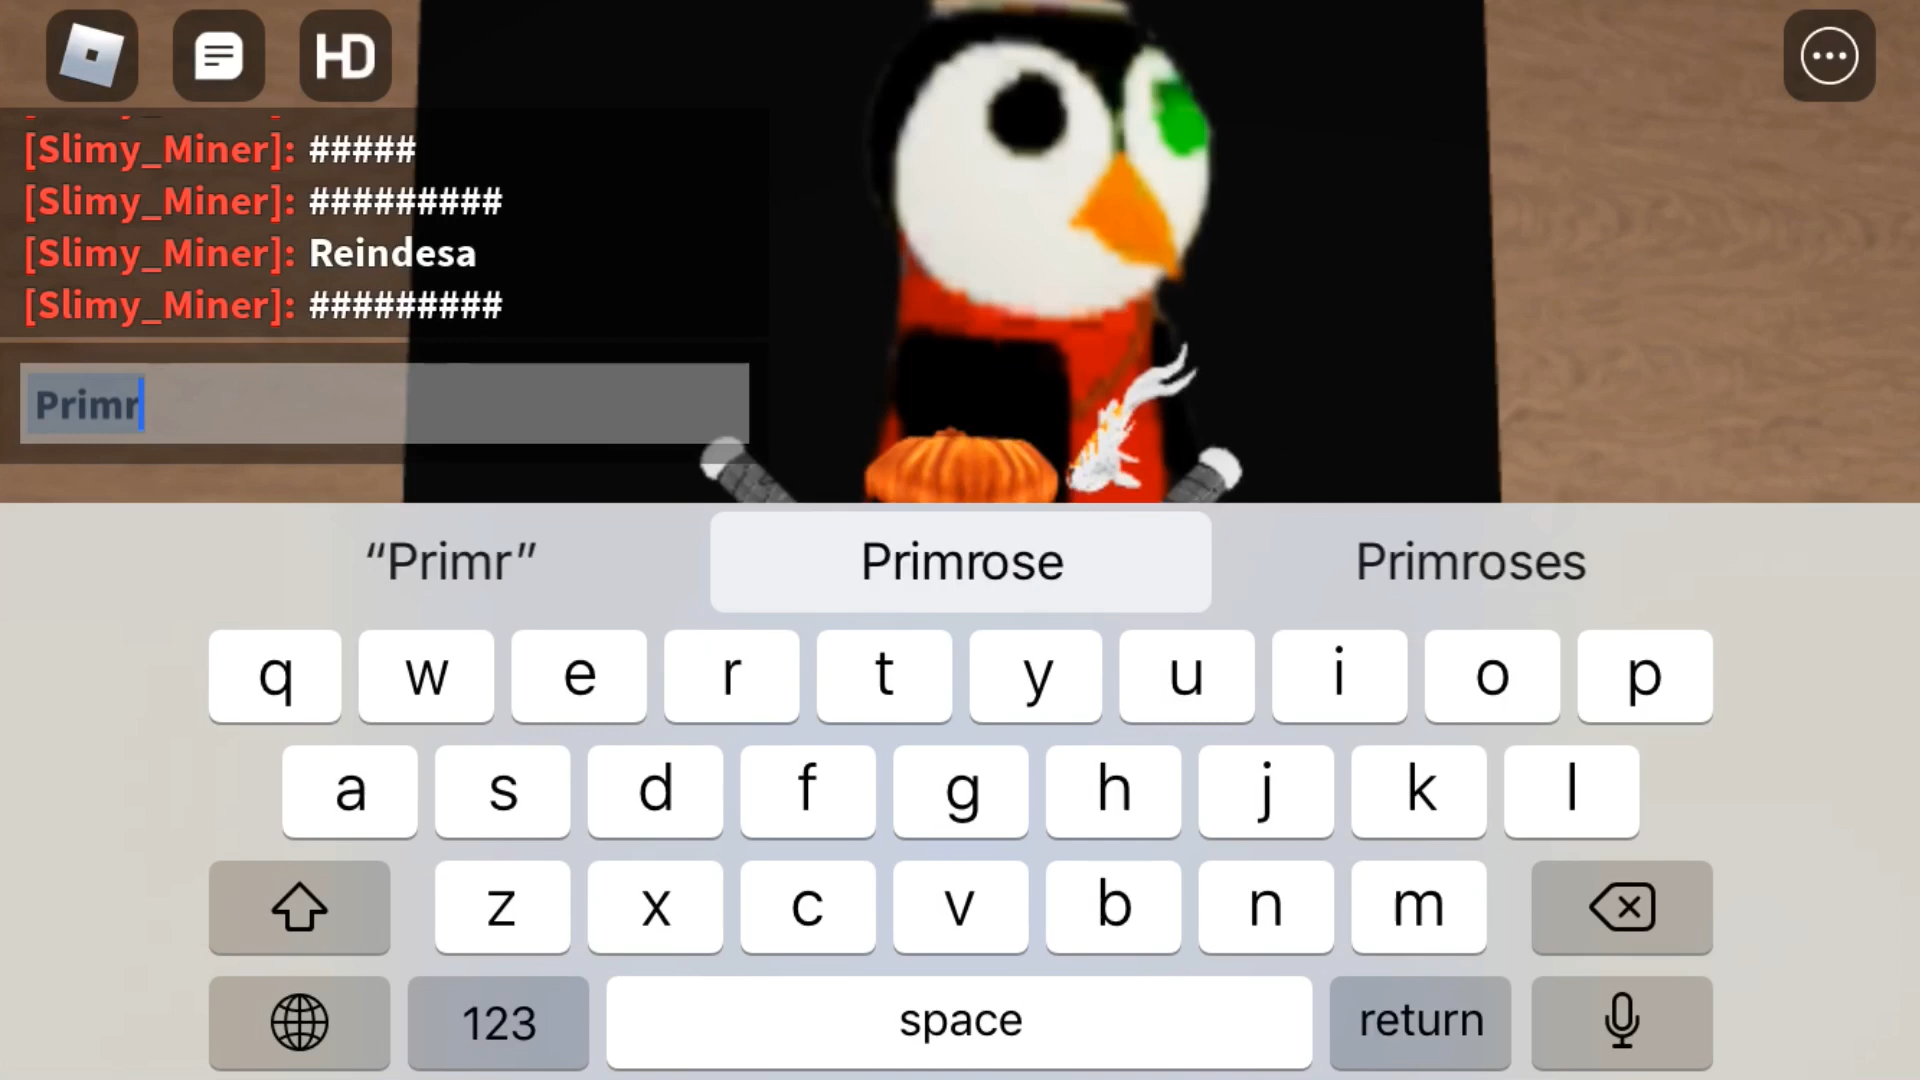 HD
[Slimy_Miner]: #####
[Slimy_Miner]: #########
[Slimy_Miner]: Reindesa
[Slimy_Miner]: #########
Primr
“Primr” Primrose Primroses
q w e r t y u i o p
a s d f g h j k l
z x c v b n m
123 space return